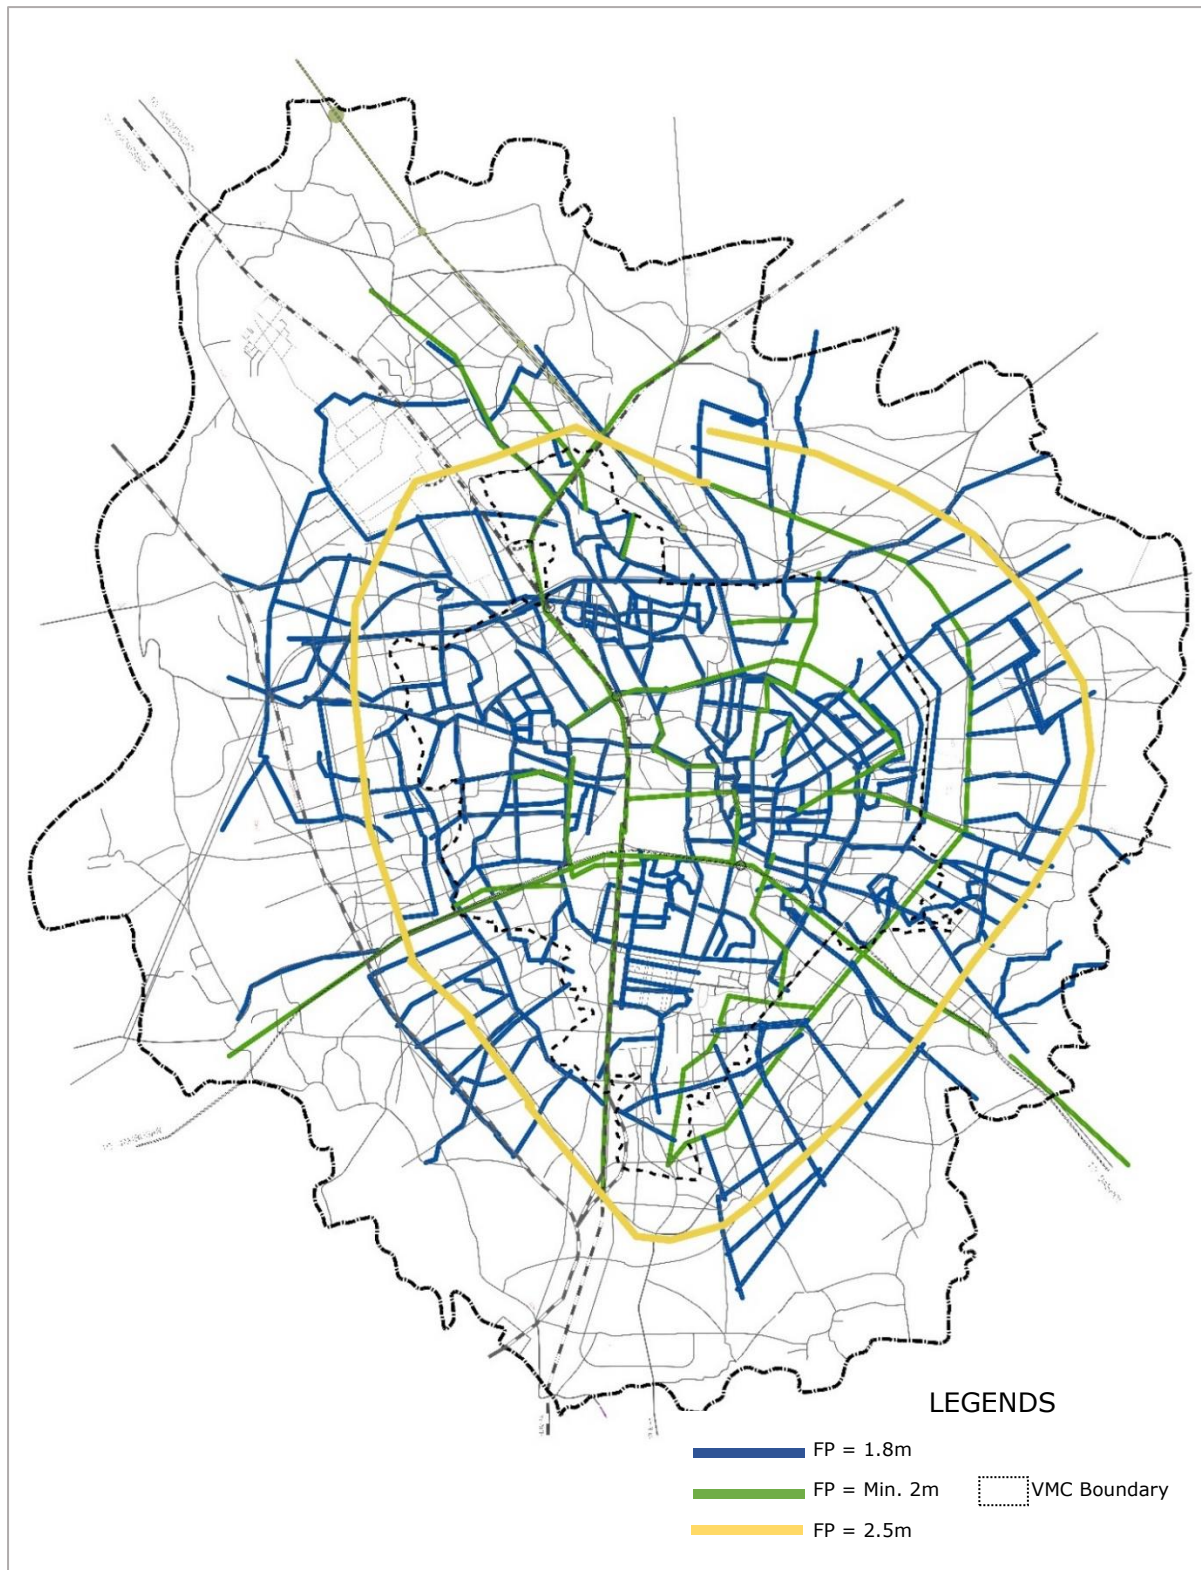 LEGENDS
FP = 1.8m
FP = Min. 2m
VMC Boundary
FP = 2.5m